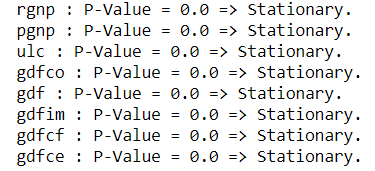 rgnp : P-Value = 0.0 => Stationary.
pgnp : P-Value = 0.0 => Stationary.
ulc : P-Value = 0.0 => Stationary.
gdfco : P-Value = 0.0 => Stationary.
gdf : P-Value = 0.0 => Stationary.
gdfim : P-Value = 0.0 => Stationary.
gdfcf : P-Value = 0.0 => Stationary.
gdfce : P-Value = 0.0 => Stationary.